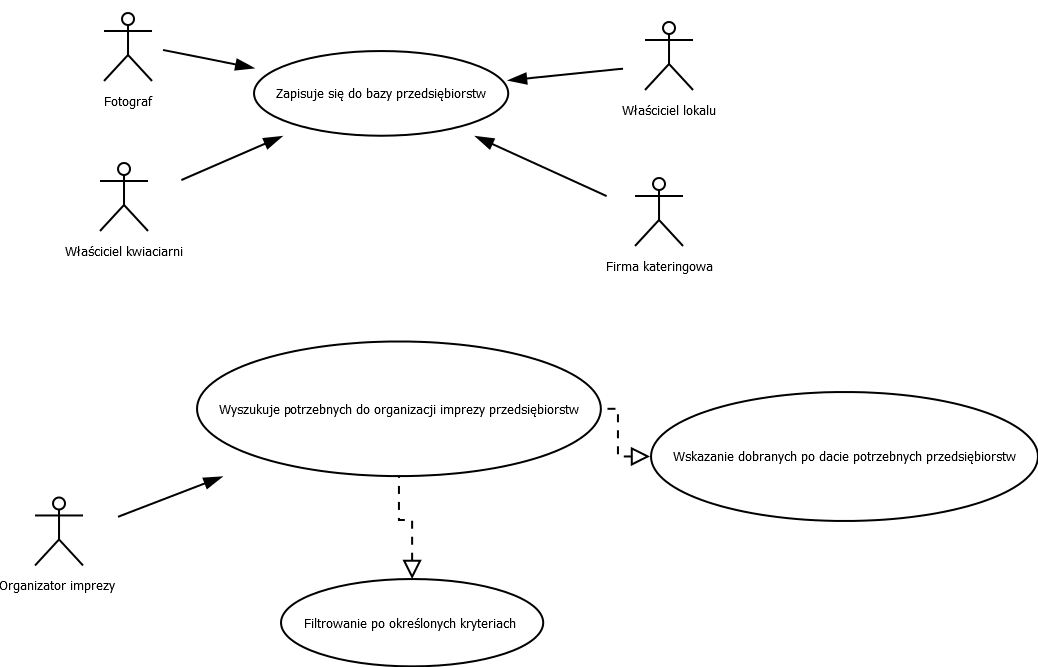 Fotograf
Zapisuje się do bazy przedsiębiorstw
Właściciel lokalu
Właściciel kwiaciarni
Firma kateringowa
Wyszukuje potrzebnych do organizacji imprezy przedsiębiorstw
Wskazanie dobranych po dacie potrzebnych przedsiębiorstw
Organizator imprezy
Filtrowanie po określonych kryteriach